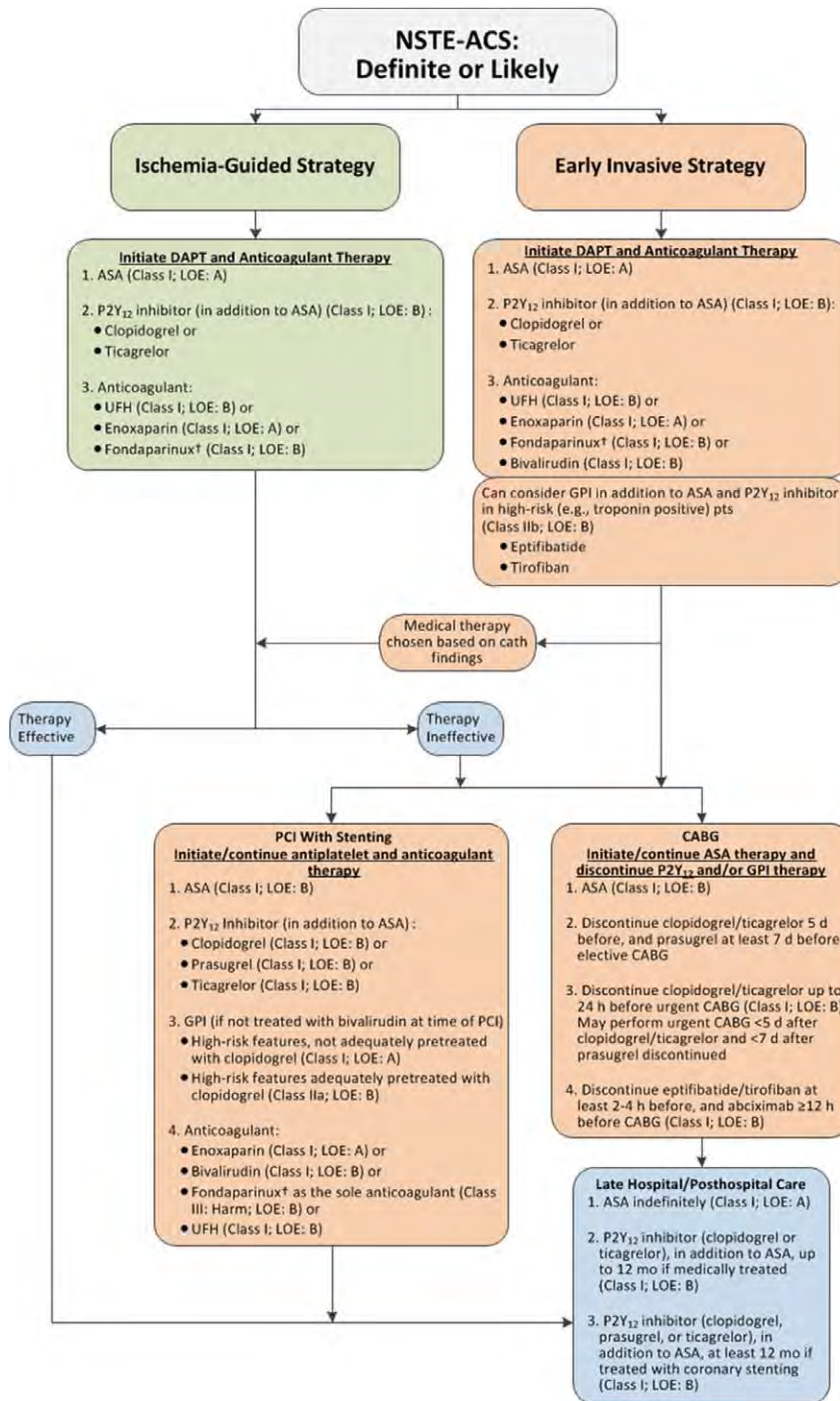 NSTE-ACS:
Definite or Likely
Ischemia-Guided Strategy
Early Invasive Strategy
Initiate DAPT and Anticoagulant Therapy
1. ASA (Class I; LOE: A)
2. P2Y₁₂ inhibitor (in addition to ASA) (Class I; LOE: B) :
● Clopidogrel or
● Ticagrelor
3. Anticoagulant:
● UFH (Class I; LOE: B) or
● Enoxaparin (Class I; LOE: A) or
● Fondaparinux† (Class I; LOE: B)
Initiate DAPT and Anticoagulant Therapy
1. ASA (Class I; LOE: A)
2. P2Y₁₂ inhibitor (in addition to ASA) (Class I; LOE: B):
● Clopidogrel or
● Ticagrelor
3. Anticoagulant:
● UFH (Class I; LOE: B) or
● Enoxaparin (Class I; LOE: A) or
● Fondaparinux† (Class I; LOE: B) or
● Bivalirudin (Class I; LOE: B)
Can consider GPI in addition to ASA and P2Y₁₂ inhibitor
in high-risk (e.g., troponin positive) pts
(Class IIb; LOE: B)
● Eptifibatide
● Tirofiban
Medical therapy
chosen based on cath
findings
Therapy
Effective
Therapy
Ineffective
PCI With Stenting
Initiate/continue antiplatelet and anticoagulant
therapy
1. ASA (Class I; LOE: B)
2. P2Y₁₂ Inhibitor (in addition to ASA) :
● Clopidogrel (Class I; LOE: B) or
● Prasugrel (Class I; LOE: B) or
● Ticagrelor (Class I; LOE: B)
3. GPI (if not treated with bivalirudin at time of PCI)
● High-risk features, not adequately pretreated
with clopidogrel (Class I; LOE: A)
● High-risk features adequately pretreated with
clopidogrel (Class IIa; LOE: B)
4. Anticoagulant:
● Enoxaparin (Class I; LOE: A) or
● Bivalirudin (Class I; LOE: B) or
● Fondaparinux† as the sole anticoagulant (Class
III: Harm; LOE: B) or
● UFH (Class I; LOE: B)
CABG
Initiate/continue ASA therapy and
discontinue P2Y₁₂ and/or GPI therapy
1. ASA (Class I; LOE: B)
2. Discontinue clopidogrel/ticagrelor 5 d
before, and prasugrel at least 7 d before
elective CABG
3. Discontinue clopidogrel/ticagrelor up to
24 h before urgent CABG (Class I; LOE: B)
May perform urgent CABG <5 d after
clopidogrel/ticagrelor and <7 d after
prasugrel discontinued
4. Discontinue eptifibatide/tirofiban at
least 2-4 h before, and abciximab ≥12 h
before CABG (Class I; LOE: B)
Late Hospital/Posthospital Care
1. ASA indefinitely (Class I; LOE: A)
2. P2Y₁₂ inhibitor (clopidogrel or
ticagrelor), in addition to ASA, up
to 12 mo if medically treated
(Class I; LOE: B)
3. P2Y₁₂ inhibitor (clopidogrel,
prasugrel, or ticagrelor), in
addition to ASA, at least 12 mo if
treated with coronary stenting
(Class I; LOE: B)